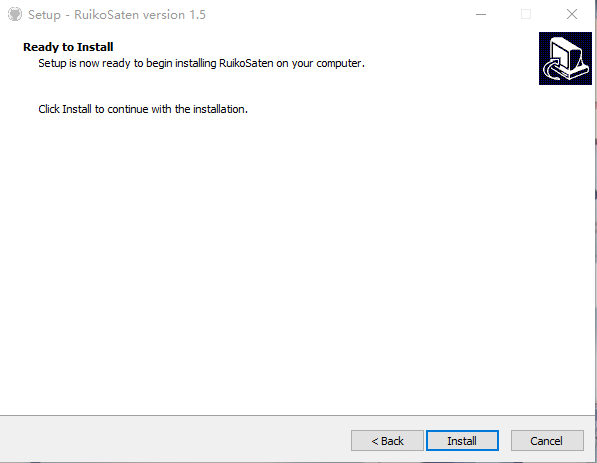 Setup - RuikoSaten version 1.5
Ready to Install
Setup is now ready to begin installing RuikoSaten on your computer.
Click Install to continue with the installation.
< Back
Install
Cancel